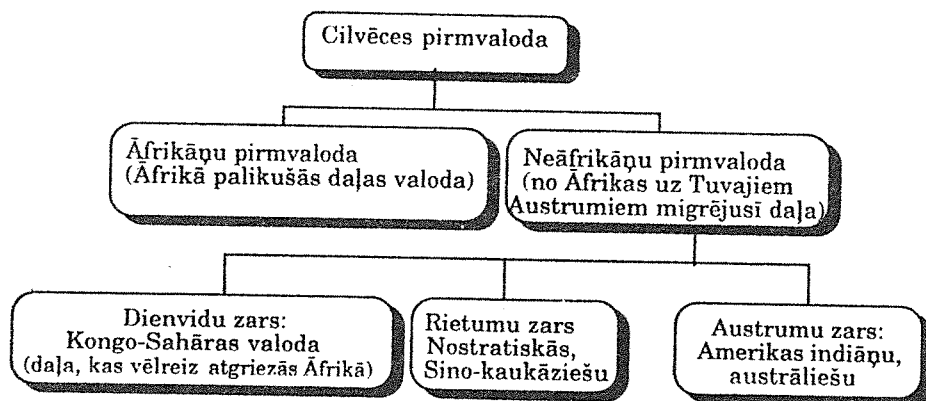 Cilvēces pirmvaloda
Āfrikāņu pirmvaloda
(Āfrikā palikušās daļas valoda)
Neāfrikāņu pirmvaloda
(no Āfrikas uz Tuvajiem
Austrumiem migrējusī daļa)
Dienvidu zars:
Kongo-Sahāras valoda
(daļa, kas vēlreiz atgriezās Āfrikā)
Rietumu zars
Nostratiskās,
Sino-kaukāziešu
Austrumu zars:
Amerikas indiāņu,
austrāliešu